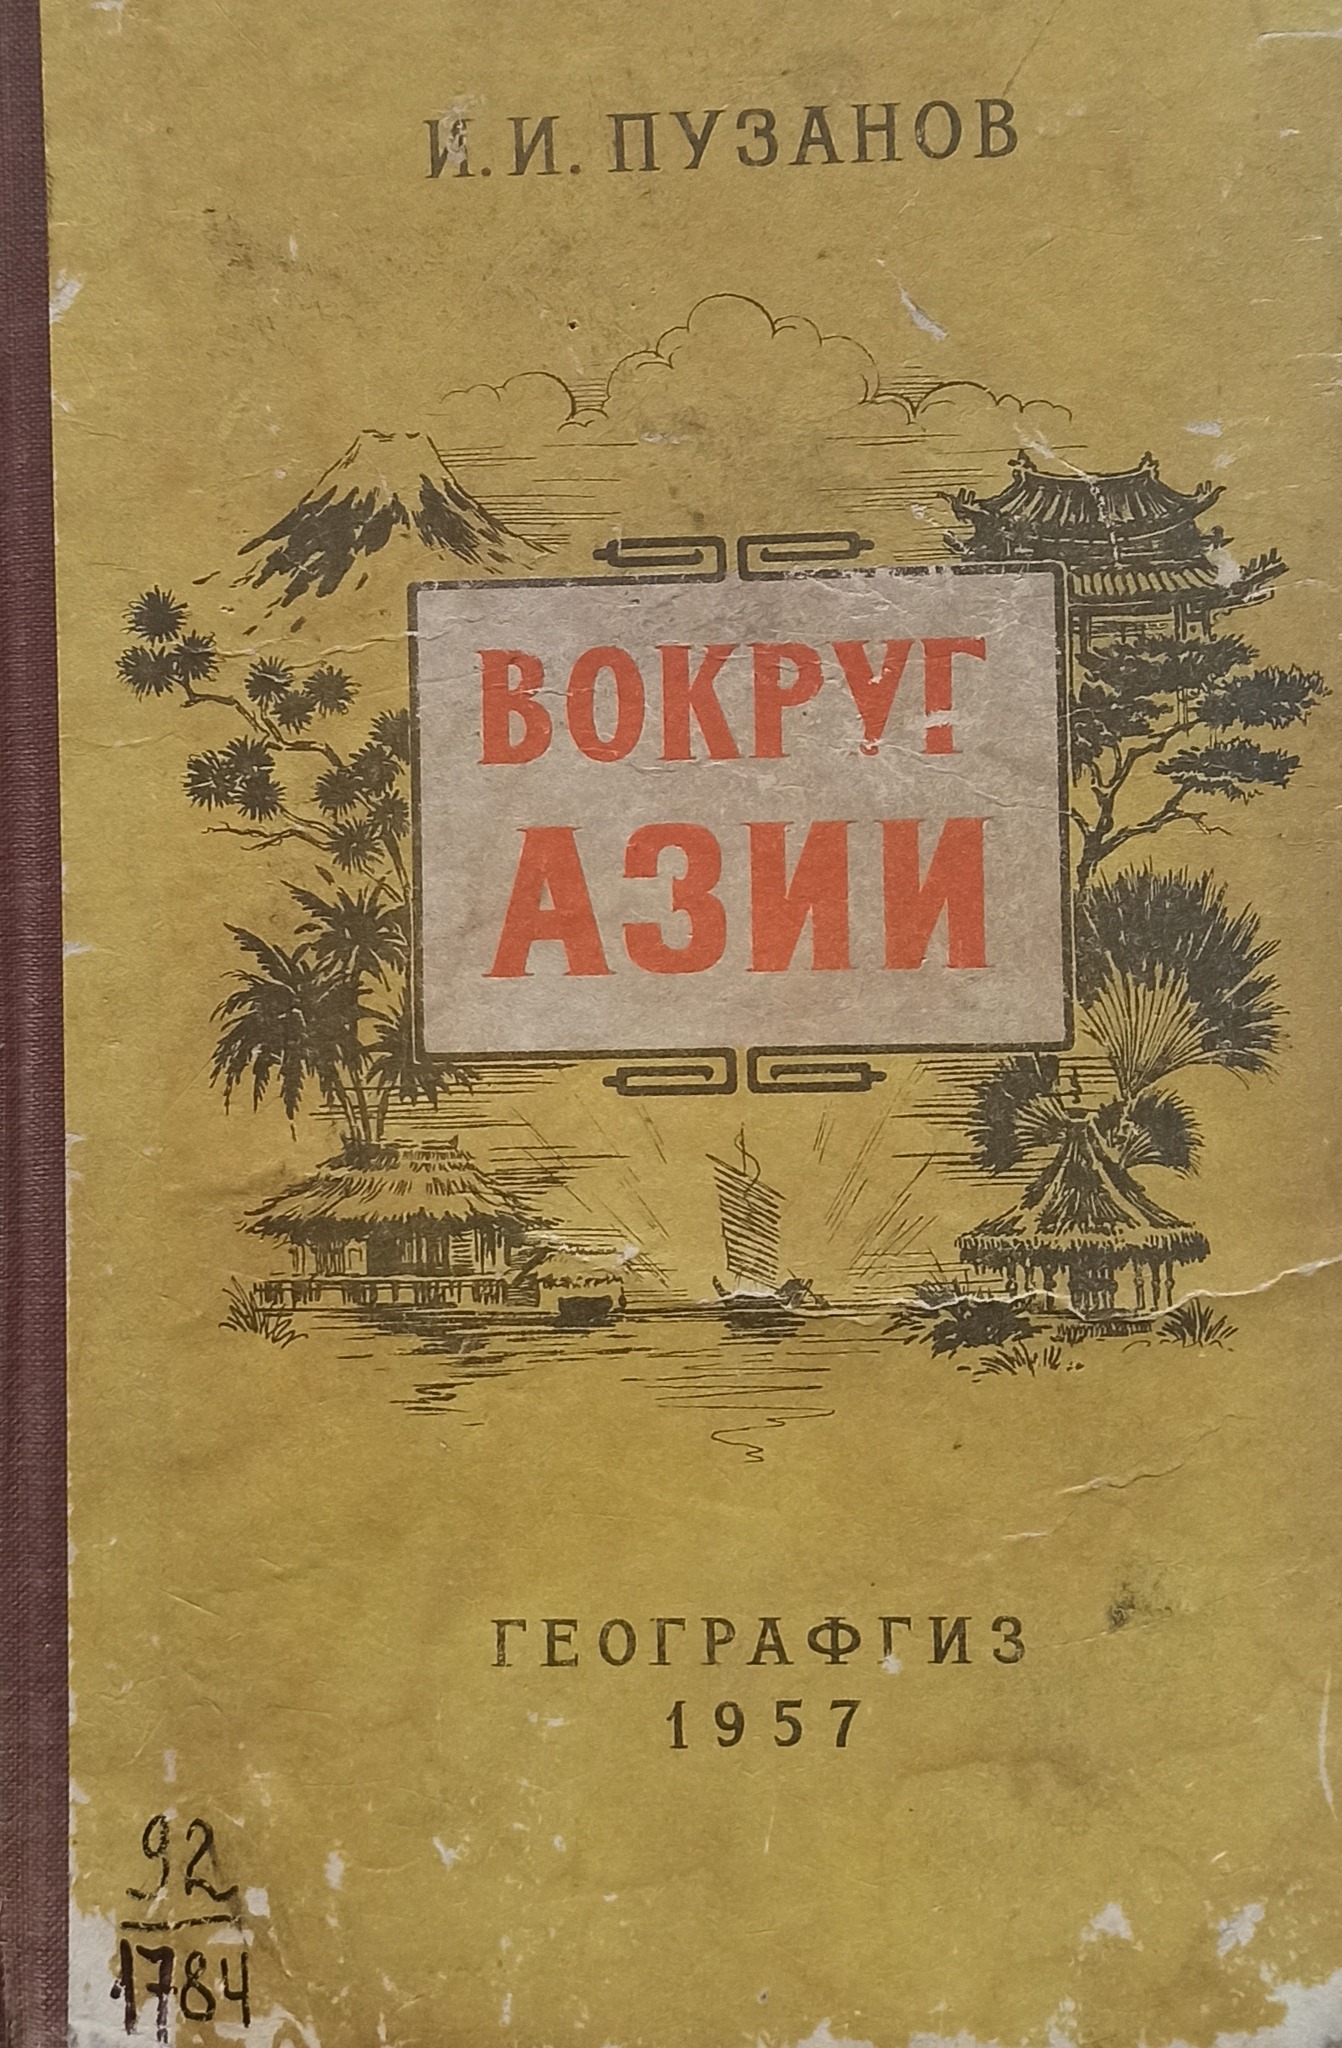 И. И. ПУЗАНОВ
ВОКРУГ
АЗИИ
ГЕОГРАФГИЗ
1957
92
1784